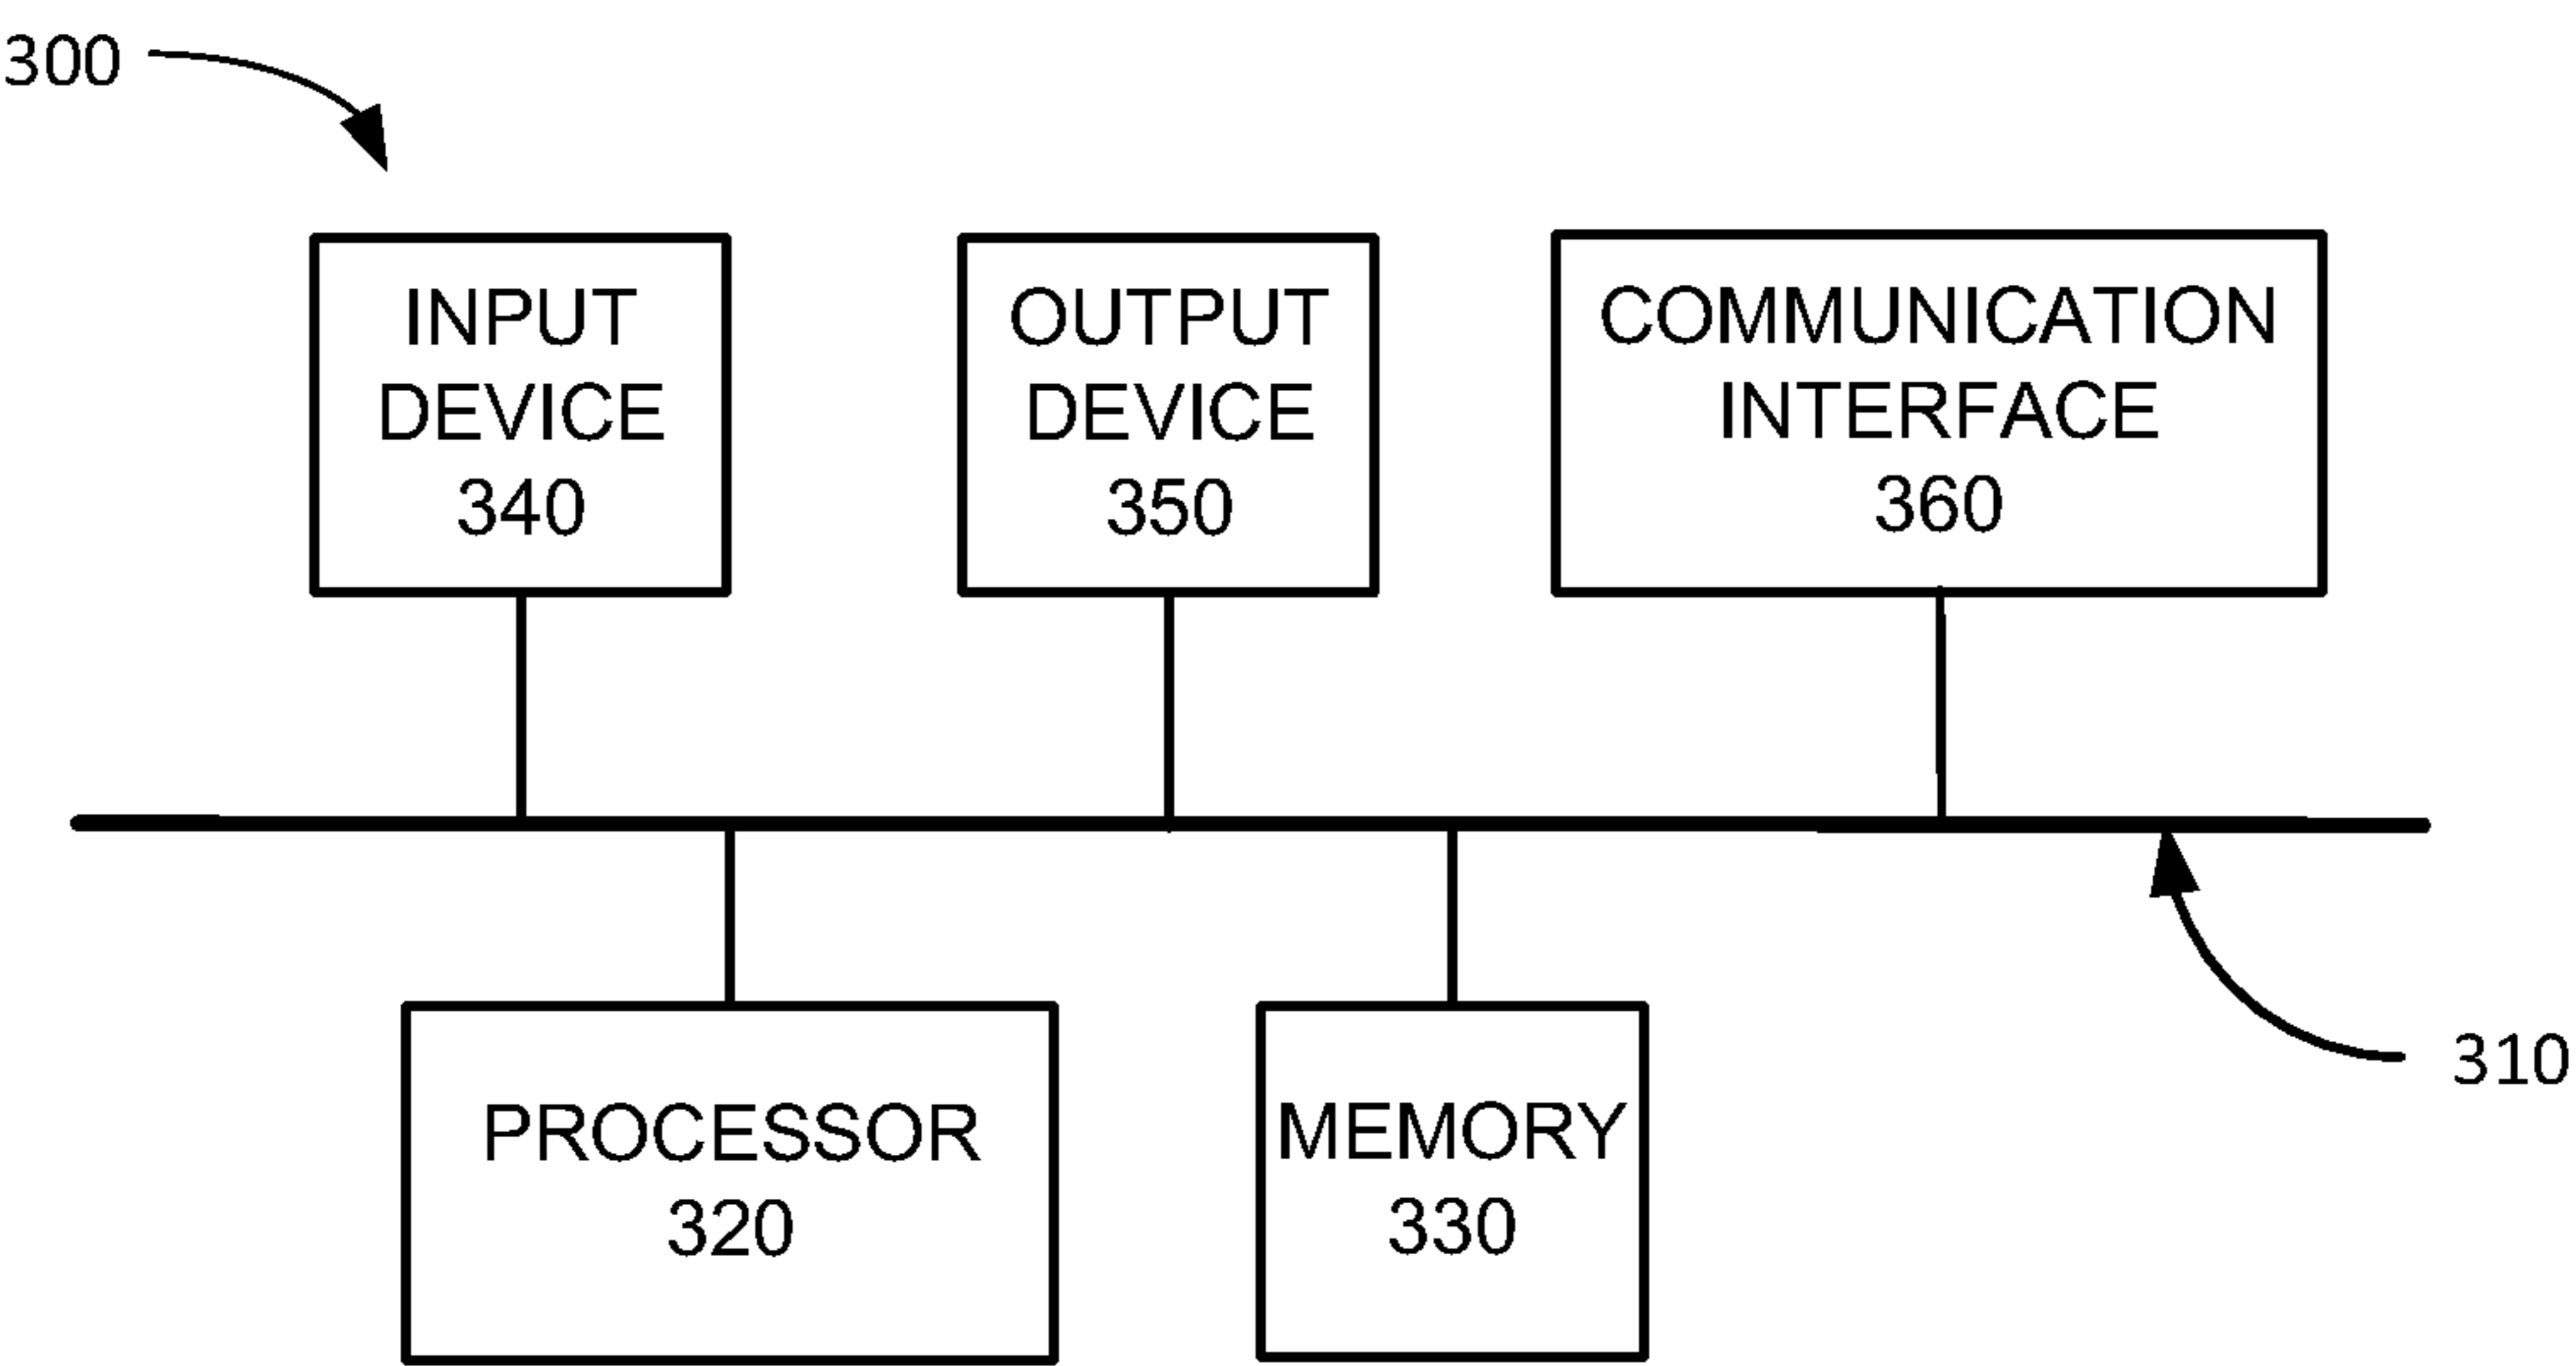 300
INPUT
DEVICE
340
OUTPUT
DEVICE
350
COMMUNICATION
INTERFACE
360
PROCESSOR
320
MEMORY
330
310